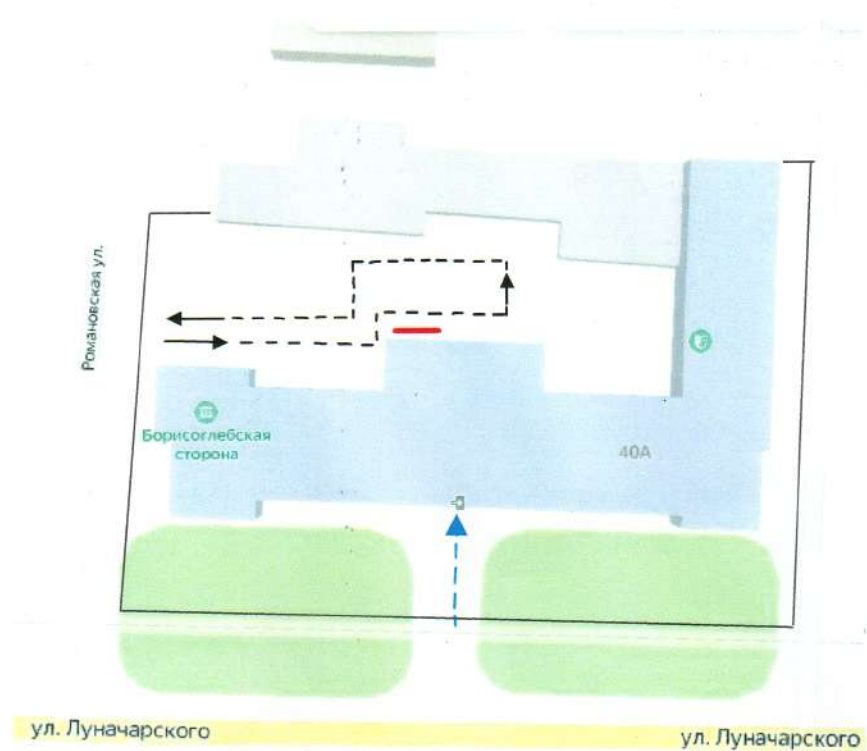 Романовская ул.
Борисоглебская
сторона
40А
ул. Луначарского
ул. Луначарского